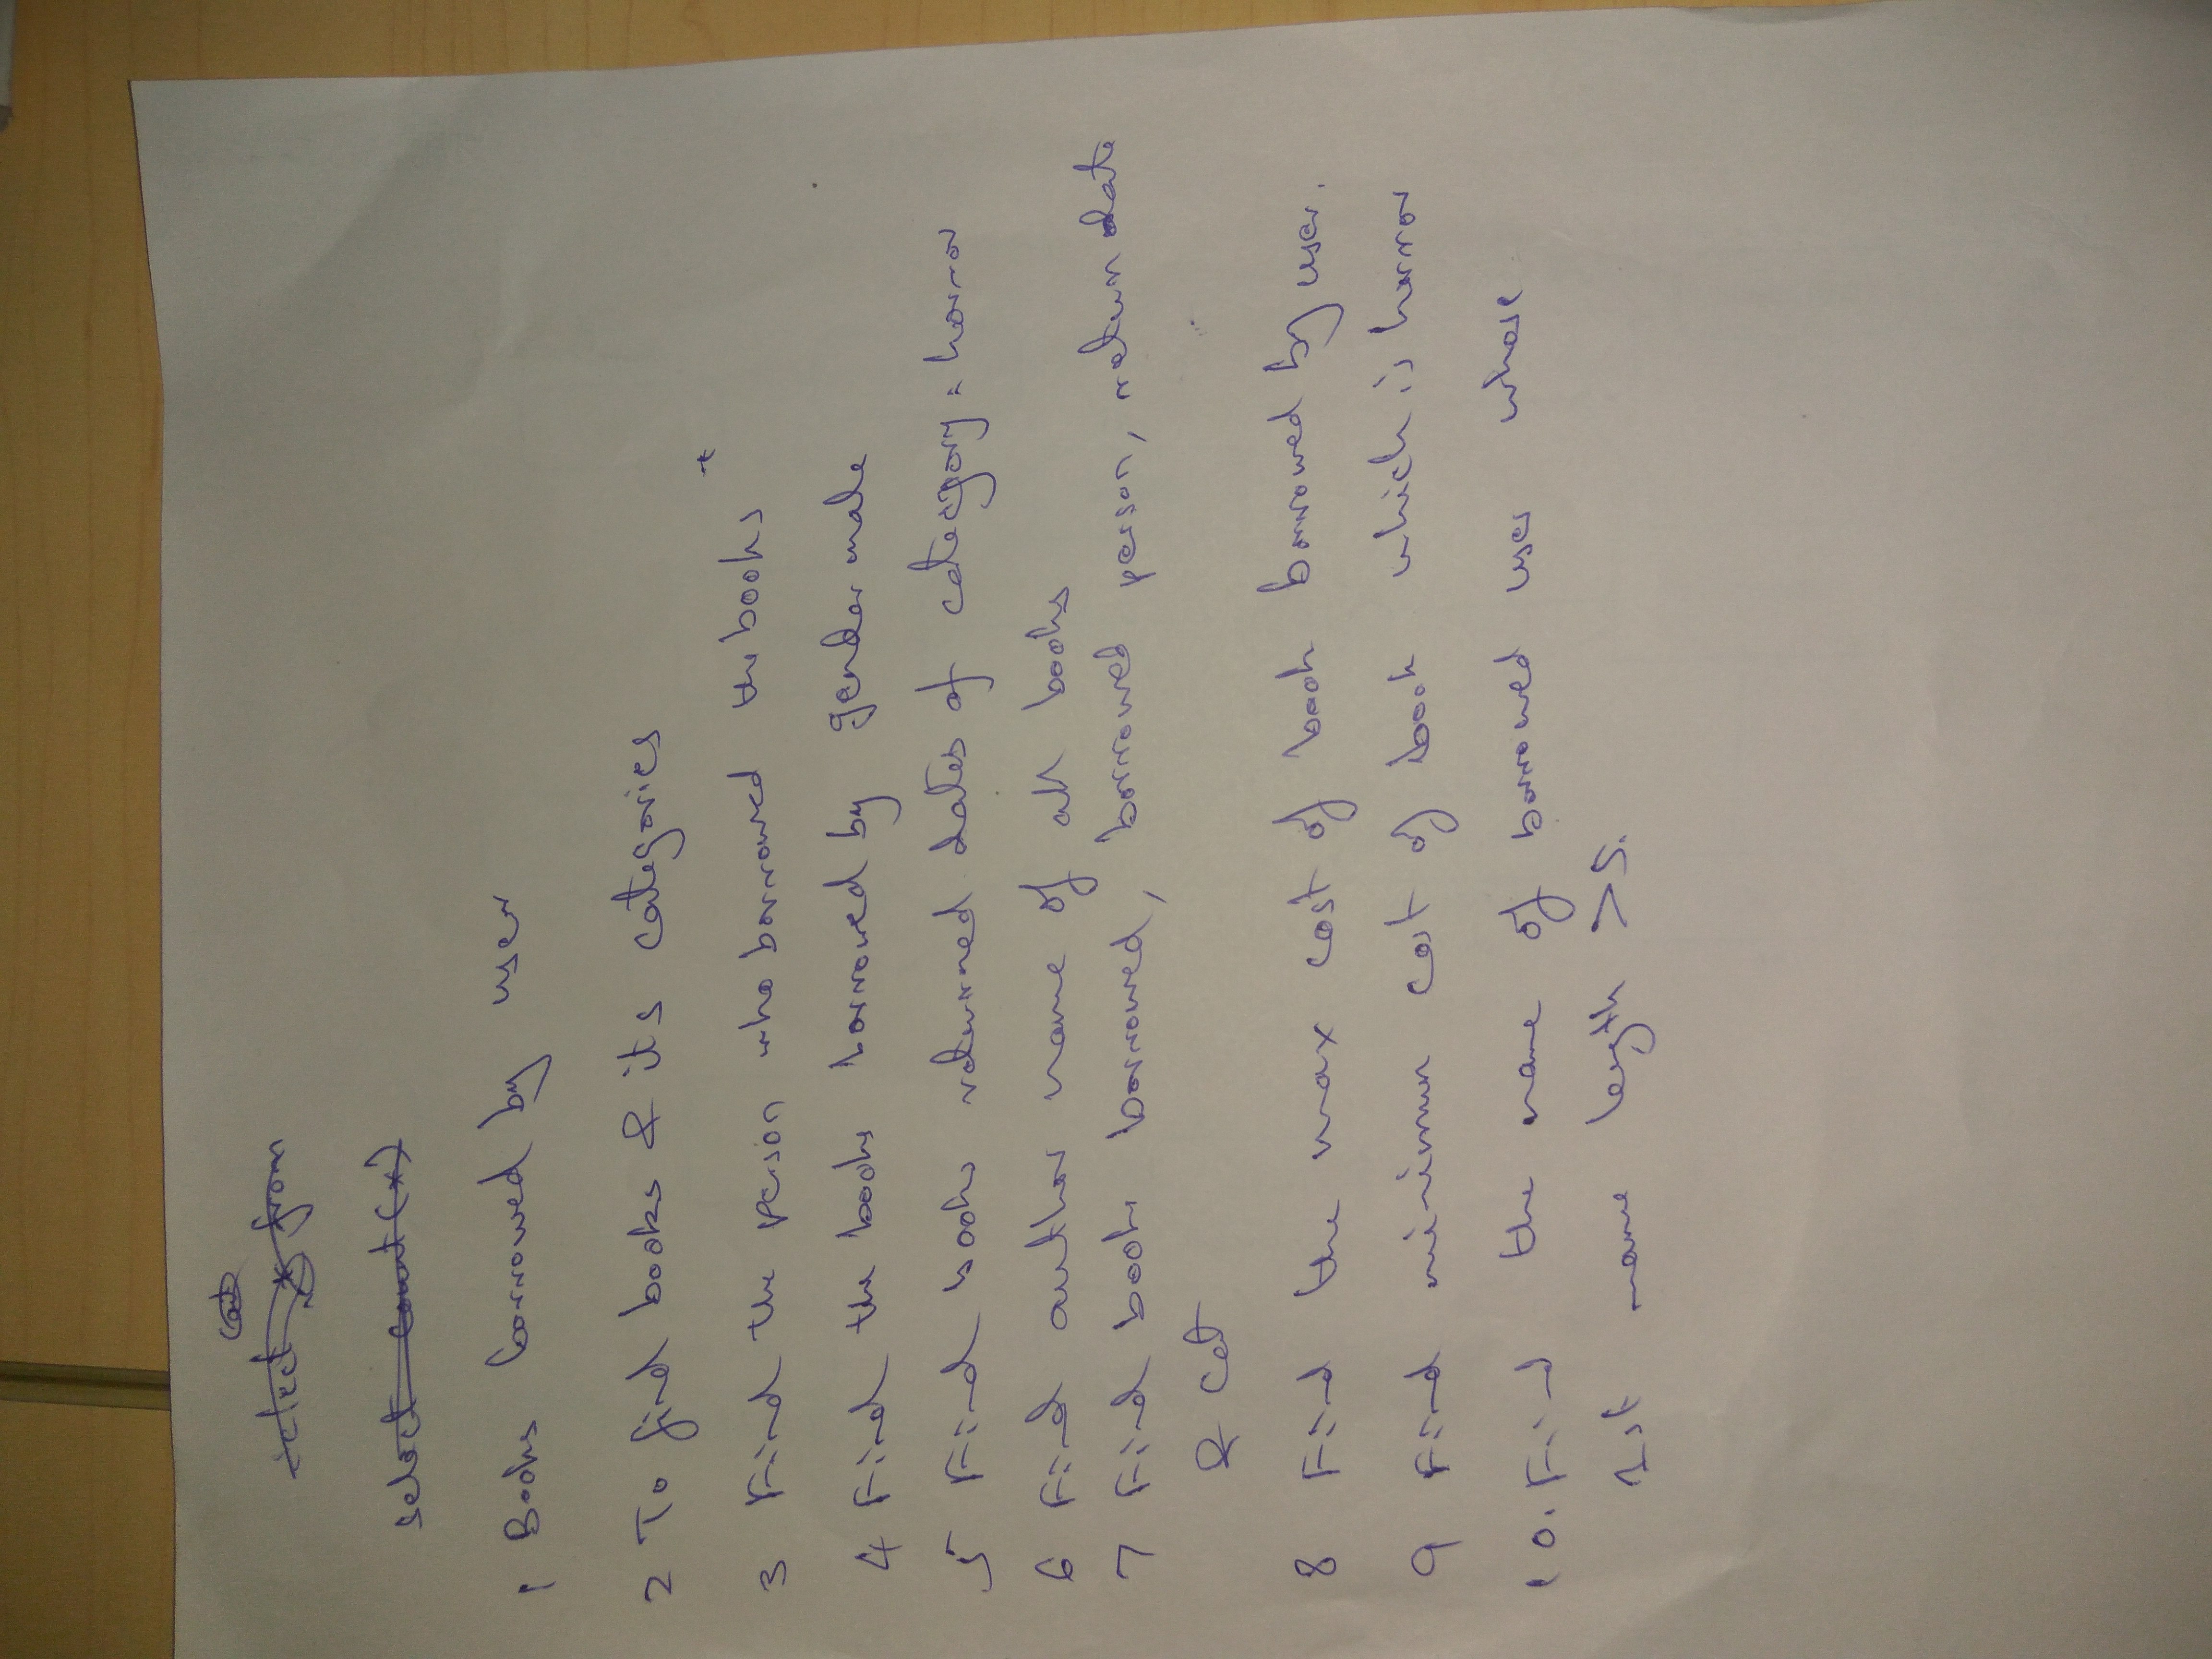 select * from
select count(*)
1 Books borrowed by user
2 To find books & its categories
3 Find the person who borrowed the books
4 Find the books borrowed by gender male
5 Find books returned dates of category = horror
6 Find author name of all books
7 Find book borrowed, borrowed person, return date
& cat
8 Find the max cost of book borrowed by user.
9 Find minimum cost of book which is horror
10. Find the name of borrowed user whose
name length >5.